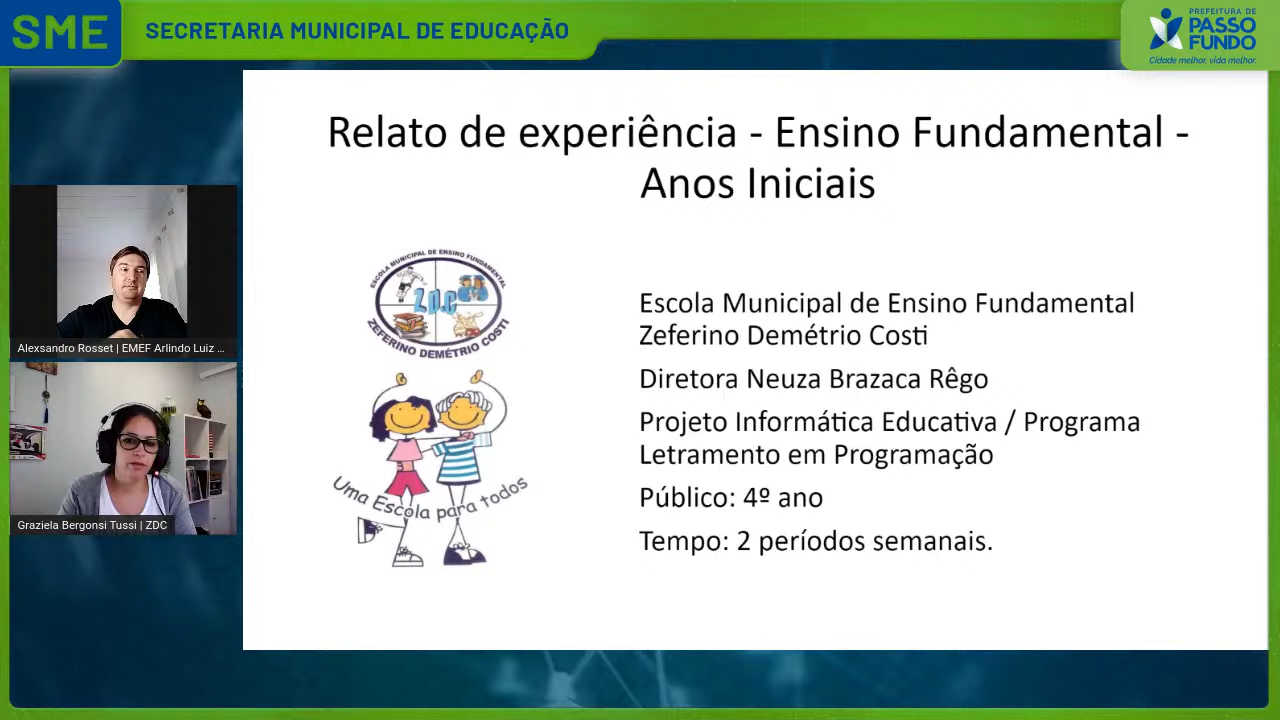 SME
SECRETARIA MUNICIPAL DE EDUCAÇÃO
PREFEITURA DE
PASSO
FUNDO
Cidade melhor, vida melhor.
Relato de experiência - Ensino Fundamental -
Anos Iniciais
ESCOLA MUNICIPAL DE ENSINO FUNDAMENTAL
ZDC
ZEFERINO DEMÉTRIO COSTI
Uma Escola para todos
Escola Municipal de Ensino Fundamental
Zeferino Demétrio Costi
Diretora Neuza Brazaca Rêgo
Projeto Informática Educativa / Programa
Letramento em Programação
Público: 4º ano
Tempo: 2 períodos semanais.
Alexsandro Rosset | EMEF Arlindo Luiz ...
Graziela Bergonsi Tussi | ZDC